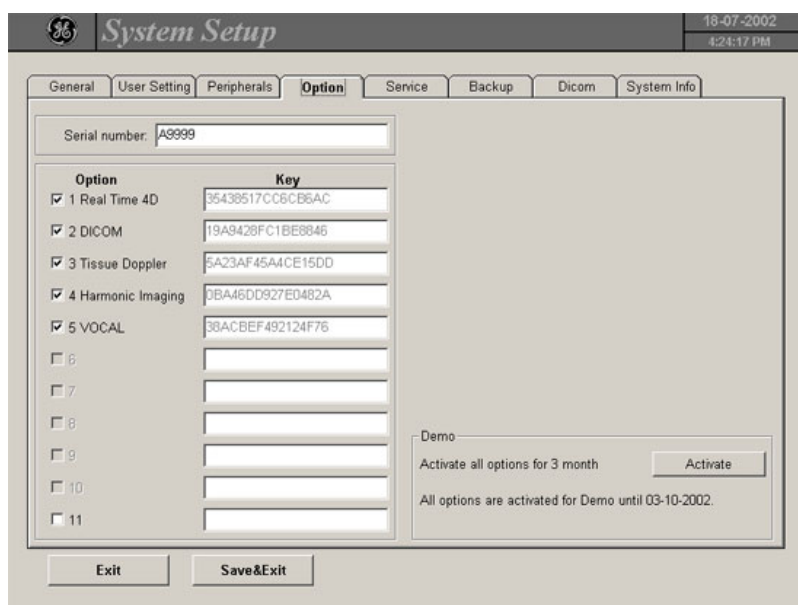 System Setup
18-07-2002
4:24:17 PM
General User Setting Peripherals Option Service Backup Dicom System Info
Serial number: A9999
Option Key
1 Real Time 4D 35438517CC6CB6AC
2 DICOM 19A9428FC1BE8846
3 Tissue Doppler 5A23AF45A4CE15DD
4 Harmonic Imaging 0BA46DD927E0482A
5 VOCAL 38ACBEF492124F76
6
7
8
9
10
11
Demo
Activate all options for 3 month Activate
All options are activated for Demo until 03-10-2002.
Exit Save&Exit